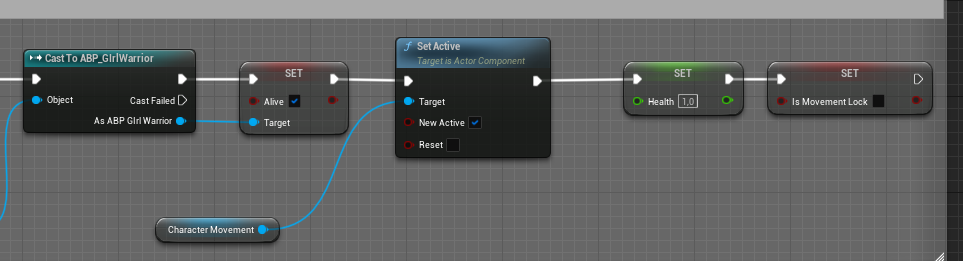 Cast To ABP_GIrlWarrior
Object
Cast Failed
As ABP GIrl Warrior
SET
Alive
Target
Set Active
Target is Actor Component
Target
New Active
Reset
SET
Health 1,0
SET
Is Movement Lock
Character Movement